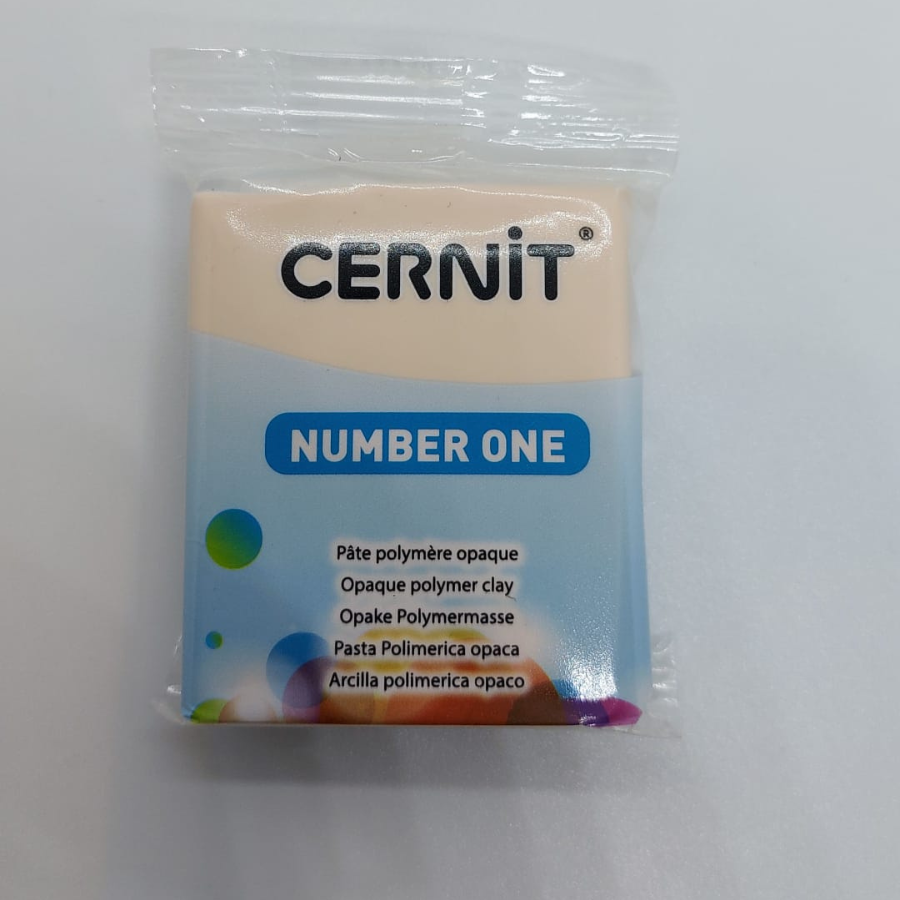 CERNiT®
NUMBER ONE
Pâte polymère opaque
Opaque polymer clay
Opake Polymermasse
Pasta Polimerica opaca
Arcilla polimerica opaco